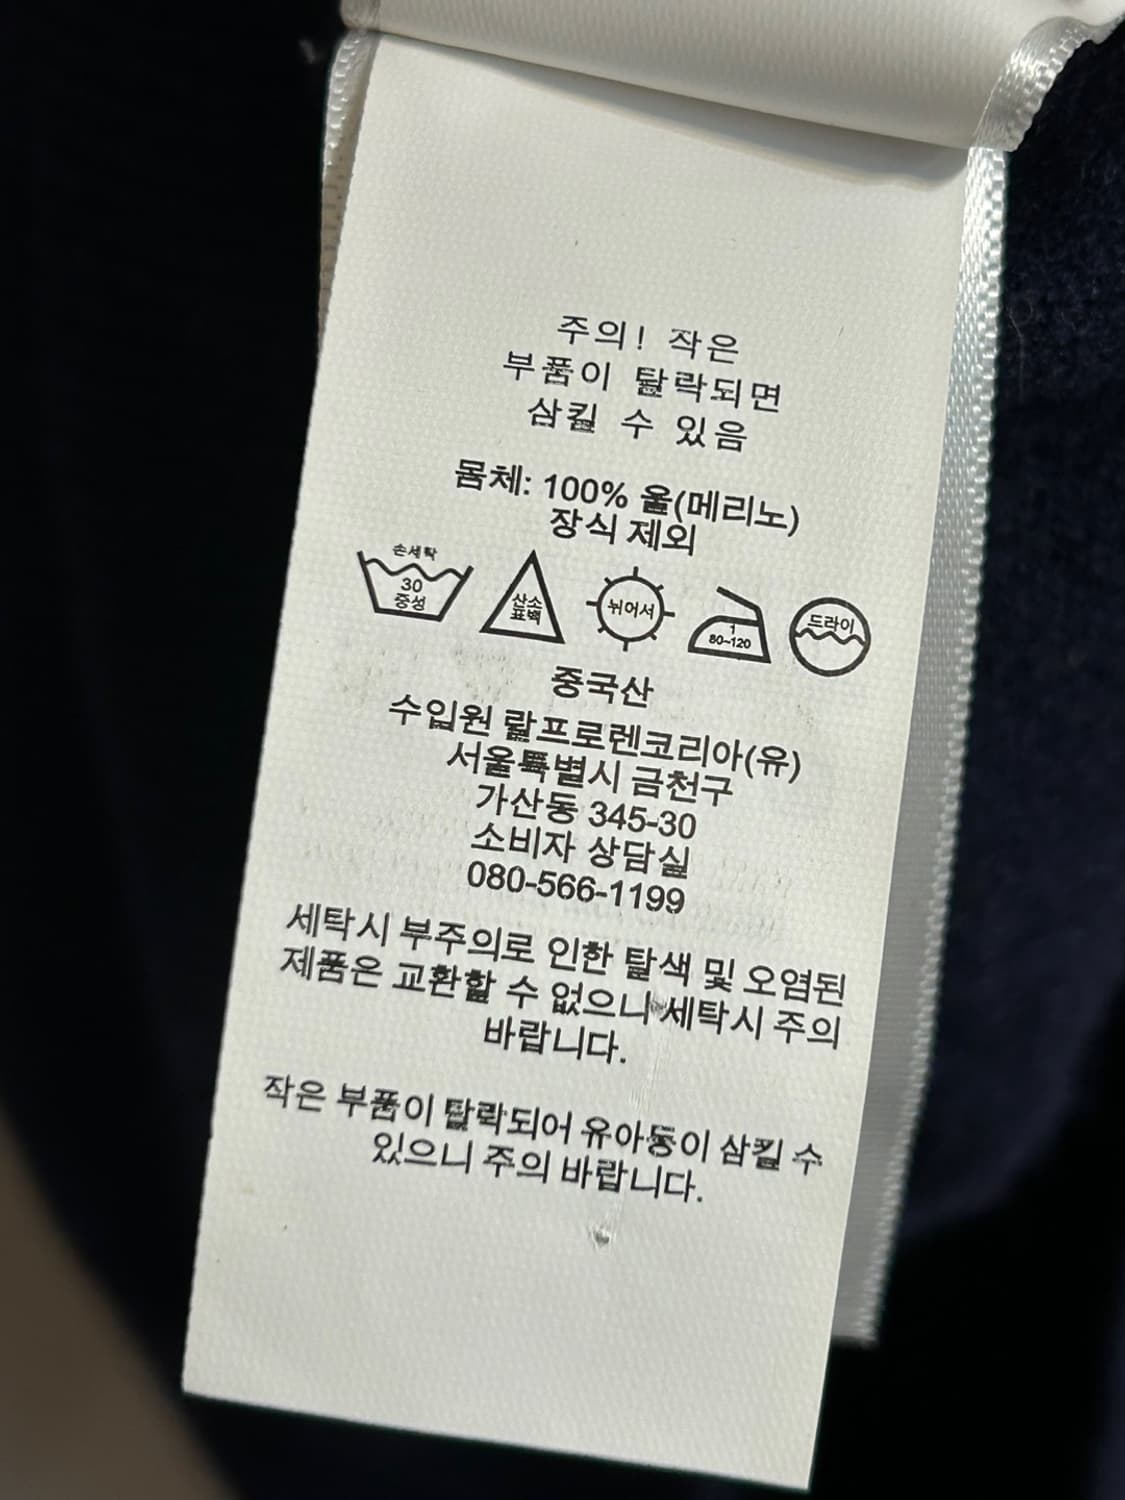 주의! 작은
부품이 탈락되면
삼킬 수 있음
몸체: 100% 울(메리노)
장식 제외
손세탁
30
중성
산소
표백
뉘어서
1
80~120
드라이
중국산
수입원 랄프로렌코리아(유)
서울특별시 금천구
가산동 345-30
소비자 상담실
080-566-1199
세탁시 부주의로 인한 탈색 및 오염된
제품은 교환할 수 없으니 세탁시 주의
바랍니다.
작은 부품이 탈락되어 유아동이 삼킬 수
있으니 주의 바랍니다.